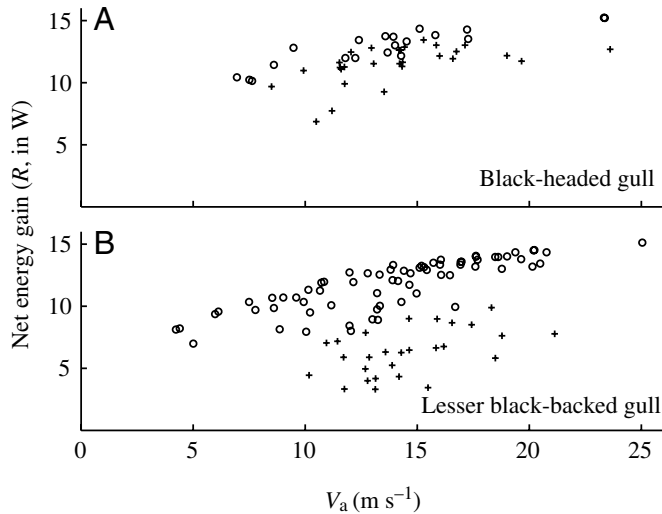 A
15
10
5
Black-headed gull
Net energy gain (R, in W)
B
15
10
5
Lesser black-backed gull
0 5 10 15 20 25
Va (m s−1)